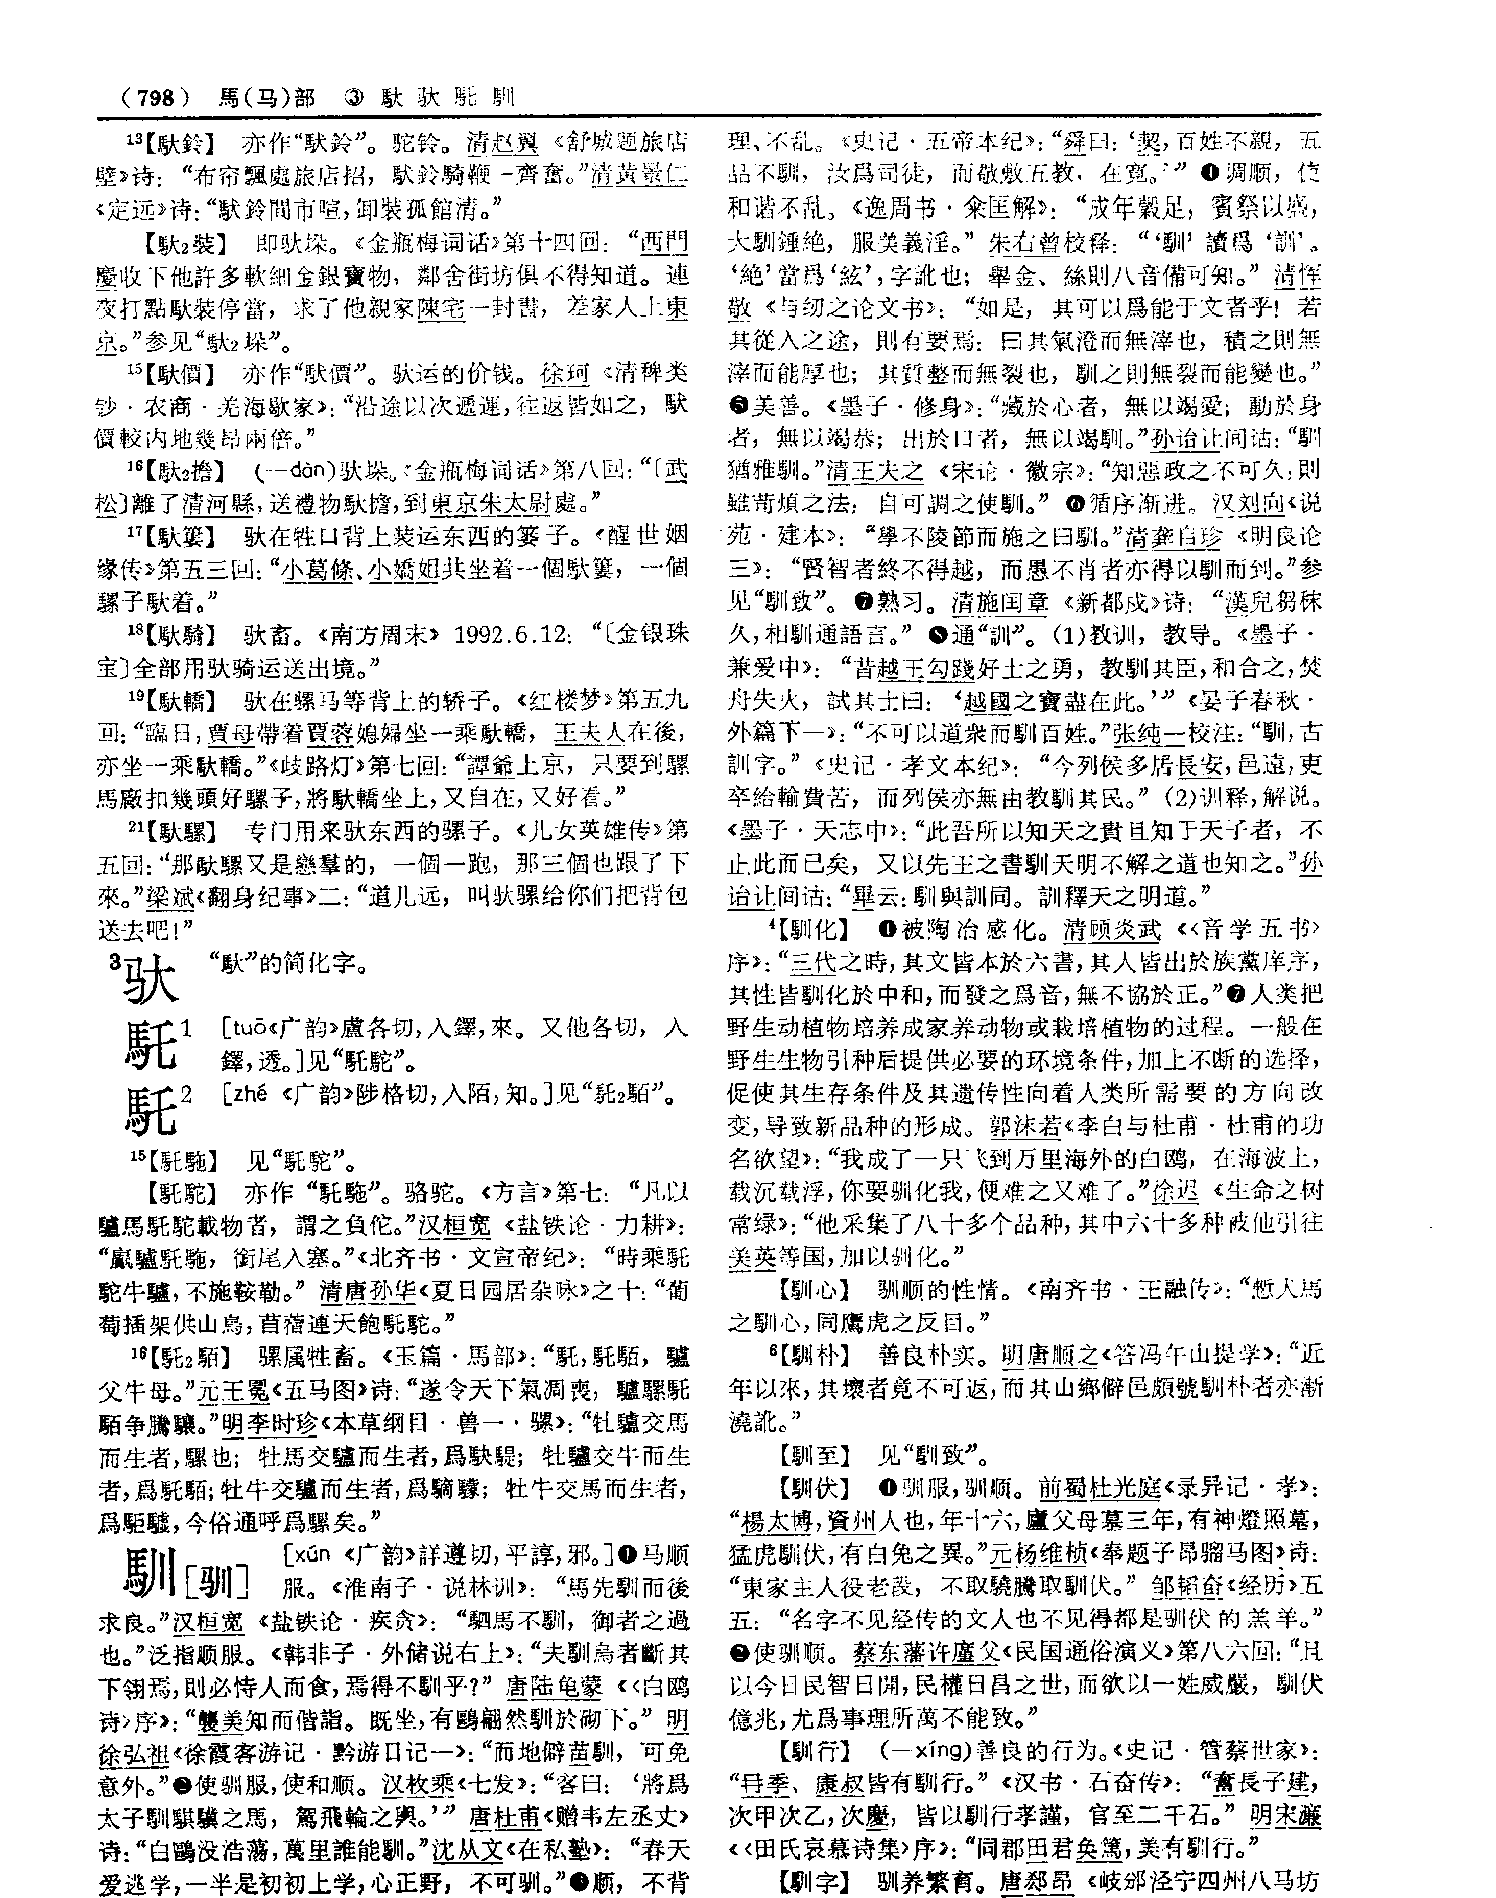 (798) 馬(马)部 ③ 馱 驮 馲 馴
13【馱鈴】 亦作“䭾鈴”。驼铃。清赵翼《舒城题旅店
壁》诗：“布帘飄處旅店招，馱鈴騎鞭一齊奮。”清黃景仁
《定远》诗：“馱鈴閙市喧，卸裝孤館清。”
【馱2裝】 即驮垛。《金瓶梅词话》第十四回：“西門
慶收下他許多軟細金銀寶物，鄰舍街坊俱不得知道。連
夜打點馱裝停當，求了他親家陳宅一封書，差家人上東
京。”参见“馱2垛”。
15【馱價】 亦作“䭾價”。驮运的价钱。徐珂《清稗类
钞·农商·羌海歇家》：“沿途以次遞運，往返皆如之，馱
價較内地幾昂兩倍。”
16【馱2擔】 (一dàn)驮垛。《金瓶梅词话》第八回：“〔武
松〕離了清河縣，送禮物馱擔，到東京朱太尉處。”
17【馱簍】 驮在牲口背上装运东西的篓子。《醒世姻
缘传》第五三回：“小葛條、小嬌姐共坐着一個馱簍，一個
騾子馱着。”
18【馱騎】 驮畜。《南方周末》1992.6.12：“〔金银珠
宝〕全部用驮骑运送出境。”
19【馱轎】 驮在骡马等背上的轿子。《红楼梦》第五九
回：“臨日，賈母帶着賈蓉媳婦坐一乘馱轎，王夫人在後，
亦坐一乘馱轎。”《歧路灯》第七回：“譚爺上京，只要到騾
馬廠扣幾頭好騾子，將馱轎坐上，又自在，又好看。”
21【馱騾】 专门用来驮东西的骡子。《儿女英雄传》第
五回：“那馱騾又是戀羣的，一個一跑，那三個也跟了下
來。”梁斌《翻身纪事》二：“道儿远，叫驮骡给你们把背包
送去吧！”
3驮 “馱”的简化字。
馲1 [tuō《广韵》盧各切，入鐸，來。又他各切，入
鐸，透。]见“馲駝”。
馲2 [zhé《广韵》陟格切，入陌，知。]见“馲2䮃”。
15【馲駞】 见“馲駝”。
【馲駝】 亦作“馲駞”。骆驼。《方言》第七：“凡以
驢馬馲駝載物者，謂之負佗。”汉桓宽《盐铁论·力耕》：
“驘驢馲駞，銜尾入塞。”《北齐书·文宣帝纪》：“時乘馲
駝牛驢，不施鞍勒。”清唐孙华《夏日园居杂咏》之十：“葡
萄插架供山鳥，苜蓿連天飽馲駝。”
16【馲2䮃】 骡属牲畜。《玉篇·馬部》：“馲，馲䮃，驢
父牛母。”元王冕《五马图》诗：“遂令天下氣凋喪，驢騾馲
䮃争騰驤。”明李时珍《本草纲目·兽一·骡》：“牡驢交馬
而生者，騾也；牡馬交驢而生者，爲駃騠；牡驢交牛而生
者，爲馲䮃；牡牛交驢而生者，爲騊䮷；牡牛交馬而生者，
爲駏驉，今俗通呼爲騾矣。”
馴[驯] [xún《广韵》詳遵切，平諄，邪。]❶马顺
服。《淮南子·说林训》：“馬先馴而後
求良。”汉桓宽《盐铁论·疾贪》：“駟馬不馴，御者之過
也。”泛指顺服。《韩非子·外储说右上》：“夫馴烏者斷其
下翎焉，則必恃人而食，焉得不馴乎？”唐陆龟蒙《〈白鸥
诗〉序》：“襲美知而偕詣。既坐，有鷗翩然馴於砌下。”明
徐弘祖《徐霞客游记·黔游日记一》：“而地僻苗馴，可免
意外。”❷使驯服，使和顺。汉枚乘《七发》：“客曰：‘將爲
太子馴騏驥之馬，駕飛軨之輿。’”唐杜甫《赠韦左丞丈》
诗：“白鷗没浩蕩，萬里誰能馴。”沈从文《在私塾》：“春天
爱逃学，一半是初初上学，心正野，不可驯。”❸顺，不背
理、不乱。《史记·五帝本纪》：“舜曰：‘契，百姓不親，五
品不馴，汝爲司徒，而敬敷五教，在寬。’”❹调顺，使
和谐不乱。《逸周书·籴匡解》：“成年穀足，賓祭以盛，
大馴鍾絶，服美義淫。”朱右曾校释：“‘馴’讀爲‘訓’。
‘絶’當爲‘絃’，字訛也；舉金、絲則八音備可知。”清恽
敬《与纫之论文书》：“如是，其可以爲能于文者乎！若
其從入之途，則有要焉：曰其氣澄而無滓也，積之則無
滓而能厚也；其質整而無裂也，馴之則無裂而能變也。”
❺美善。《墨子·修身》：“藏於心者，無以竭愛；動於身
者，無以竭恭；出於口者，無以竭馴。”孙诒让间诂：“馴
猶雅馴。”清王夫之《宋论·徽宗》：“知惡政之不可久，則
雖苛煩之法，自可調之使馴。”❻循序渐进。汉刘向《说
苑·建本》：“學不陵節而施之曰馴。”清龚自珍《明良论
三》：“賢智者終不得越，而愚不肖者亦得以馴而到。”参
见“馴致”。❼熟习。清施闰章《新都戍》诗：“漢兒芻秣
久，相馴通語言。”❽通“訓”。(1)教训，教导。《墨子·
兼爱中》：“昔越王勾踐好士之勇，教馴其臣，和合之，焚
舟失火，試其士曰：‘越國之寶盡在此。’”《晏子春秋·
外篇下一》：“不可以道衆而馴百姓。”张纯一校注：“馴，古
訓字。”《史记·孝文本纪》：“今列侯多居長安，邑遠，吏
卒給輸費苦，而列侯亦無由教馴其民。”(2)训释，解说。
《墨子·天志中》：“此吾所以知天之貴且知于天子者，不
止此而已矣，又以先王之書馴天明不解之道也知之。”孙
诒让间诂：“畢云：馴與訓同。訓釋天之明道。”
4【馴化】 ❶被陶冶感化。清顾炎武《〈音学五书〉
序》：“三代之時，其文皆本於六書，其人皆出於族黨庠序，
其性皆馴化於中和，而發之爲音，無不協於正。”❷人类把
野生动植物培养成家养动物或栽培植物的过程。一般在
野生生物引种后提供必要的环境条件，加上不断的选择，
促使其生存条件及其遗传性向着人类所需要的方向改
变，导致新品种的形成。郭沫若《李白与杜甫·杜甫的功
名欲望》：“我成了一只飞到万里海外的白鸥，在海波上，
载沉载浮，你要驯化我，便难之又难了。”徐迟《生命之树
常绿》：“他采集了八十多个品种，其中六十多种被他引往
美英等国，加以驯化。”
【馴心】 驯顺的性情。《南齐书·王融传》：“慙人馬
之馴心，同鷹虎之反目。”
6【馴朴】 善良朴实。明唐顺之《答冯午山提学》：“近
年以來，其壞者竟不可返，而其山鄉僻邑頗號馴朴者亦漸
澆訛。”
【馴至】 见“馴致”。
【馴伏】 ❶驯服，驯顺。前蜀杜光庭《录异记·孝》：
“楊太博，資州人也，年十六，廬父母墓三年，有神燈照墓，
猛虎馴伏，有白兔之異。”元杨维桢《奉题子昂骝马图》诗：
“東家主人役老段，不取驍騰取馴伏。”邹韬奋《经历》五
五：“名字不见经传的文人也不见得都是驯伏的羔羊。”
❷使驯顺。蔡东藩许廑父《民国通俗演义》第八六回：“且
以今日民智日開，民權日昌之世，而欲以一姓威嚴，馴伏
億兆，尤爲事理所萬不能致。”
【馴行】 (一xíng)善良的行为。《史记·管蔡世家》：
“冄季、康叔皆有馴行。”《汉书·石奋传》：“奮長子建，
次甲次乙，次慶，皆以馴行孝謹，官至二千石。”明宋濂
《〈田氏哀慕诗集〉序》：“同郡田君奂篤，美有馴行。”
【馴字】 驯养繁育。唐郄昂《岐邠泾宁四州八马坊